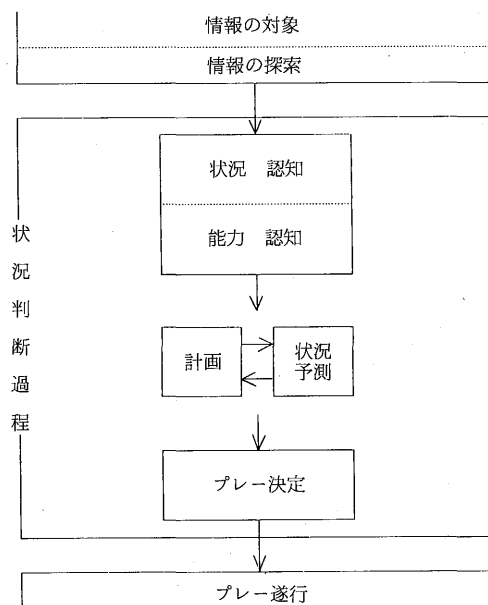 情報の対象
情報の探索
状況 認知
能力 認知
状況判断過程
計画
状況
予測
プレー決定
プレー遂行